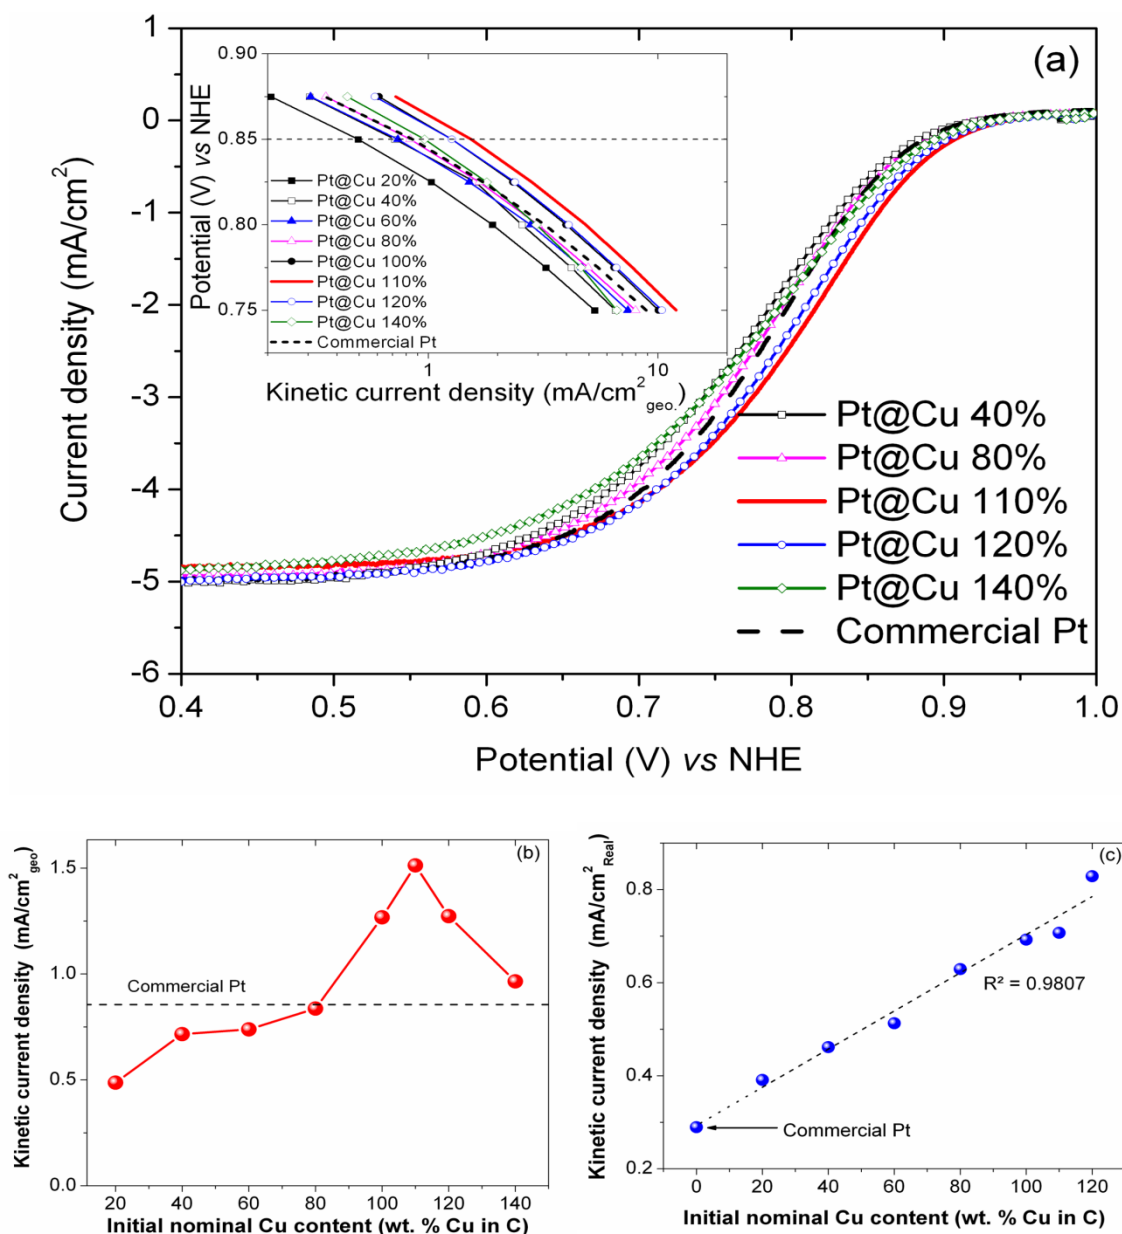 (a)
1
0
-1
-2
-3
-4
-5
-6
Current density (mA/cm2)
0.4 0.5 0.6 0.7 0.8 0.9 1.0
Potential (V) vs NHE
0.90
0.85
0.80
0.75
Potential (V) vs NHE
Pt@Cu 20%
Pt@Cu 40%
Pt@Cu 60%
Pt@Cu 80%
Pt@Cu 100%
Pt@Cu 110%
Pt@Cu 120%
Pt@Cu 140%
Commercial Pt
1 10
Kinetic current density (mA/cm2geo.)
Pt@Cu 40%
Pt@Cu 80%
Pt@Cu 110%
Pt@Cu 120%
Pt@Cu 140%
Commercial Pt
(b)
1.5
1.0
0.5
0.0
Kinetic current density (mA/cm2geo)
Commercial Pt
20 40 60 80 100 120 140
Initial nominal Cu content (wt. % Cu in C)
(c)
0.8
0.6
0.4
0.2
Kinetic current density (mA/cm2Real)
R² = 0.9807
Commercial Pt
0 20 40 60 80 100 120
Initial nominal Cu content (wt. % Cu in C)